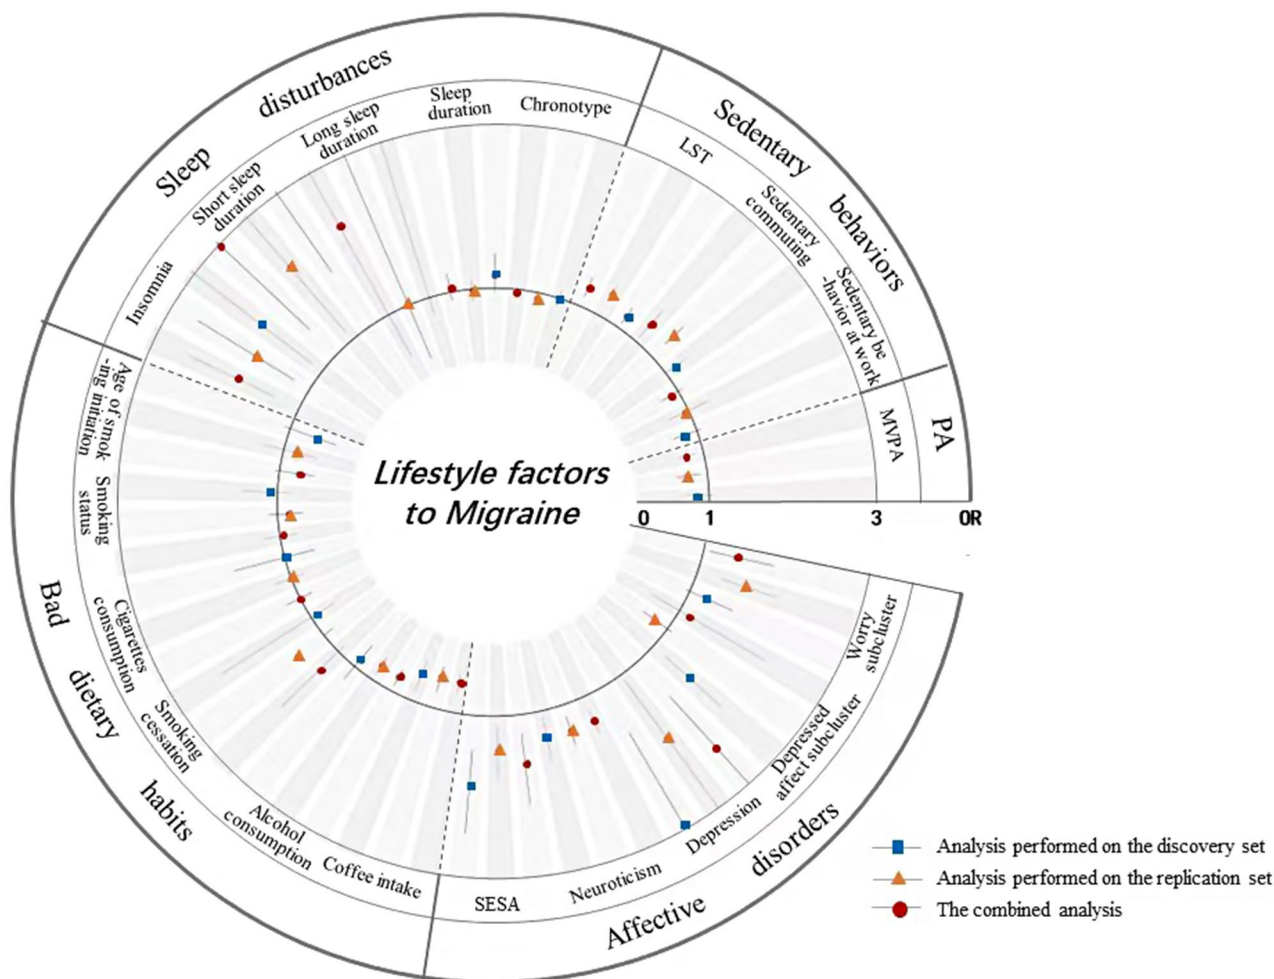 Sleep
disturbances
Insomnia
Short sleep
duration
Long sleep
duration
Sleep
duration
Chronotype
Sedentary
behaviors
LST
Sedentary
commuting
Sedentary be
-havior at work
PA
MVPA
0 1 3 OR
Lifestyle factors
to Migraine
Bad
dietary
habits
Age of smok
-ing initiation
Smoking
status
Cigarettes
consumption
Smoking
cessation
Alcohol
consumption
Coffee intake
Affective
disorders
SESA
Neuroticism
Depression
Depressed
affect subcluster
Worry
subcluster
Analysis performed on the discovery set
Analysis performed on the replication set
The combined analysis